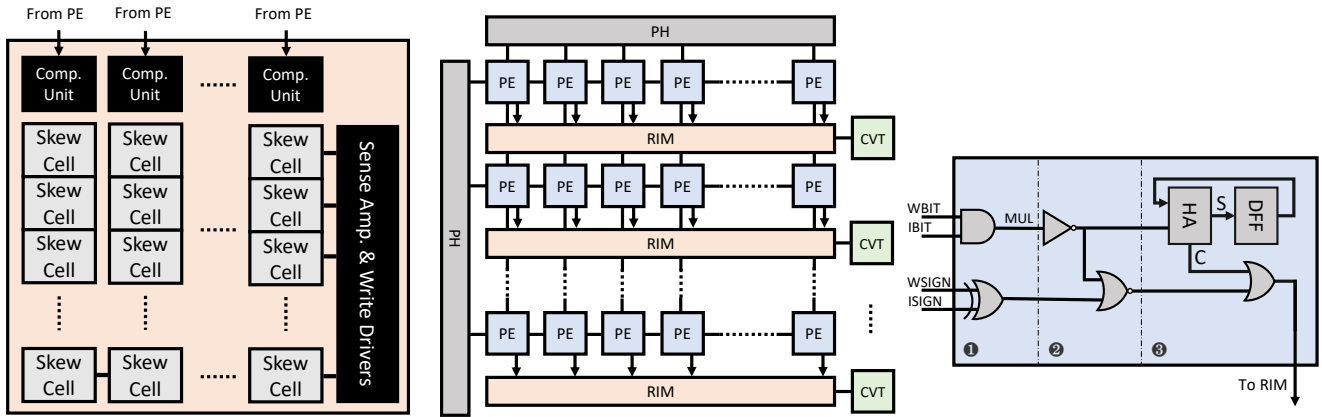 From PE
From PE
From PE
Comp.
Unit
Comp.
Unit
Comp.
Unit
Skew
Cell
Skew
Cell
Skew
Cell
Skew
Cell
Skew
Cell
Skew
Cell
Skew
Cell
Skew
Cell
Skew
Cell
Skew
Cell
Skew
Cell
Skew
Cell
Sense Amp. & Write Drivers
PH
PH
PE
PE
PE
PE
PE
RIM
CVT
PE
PE
PE
PE
PE
RIM
CVT
PE
PE
PE
PE
PE
RIM
CVT
WBIT
IBIT
MUL
WSIGN
ISIGN
HA
S
DFF
C
❶
❷
❸
To RIM